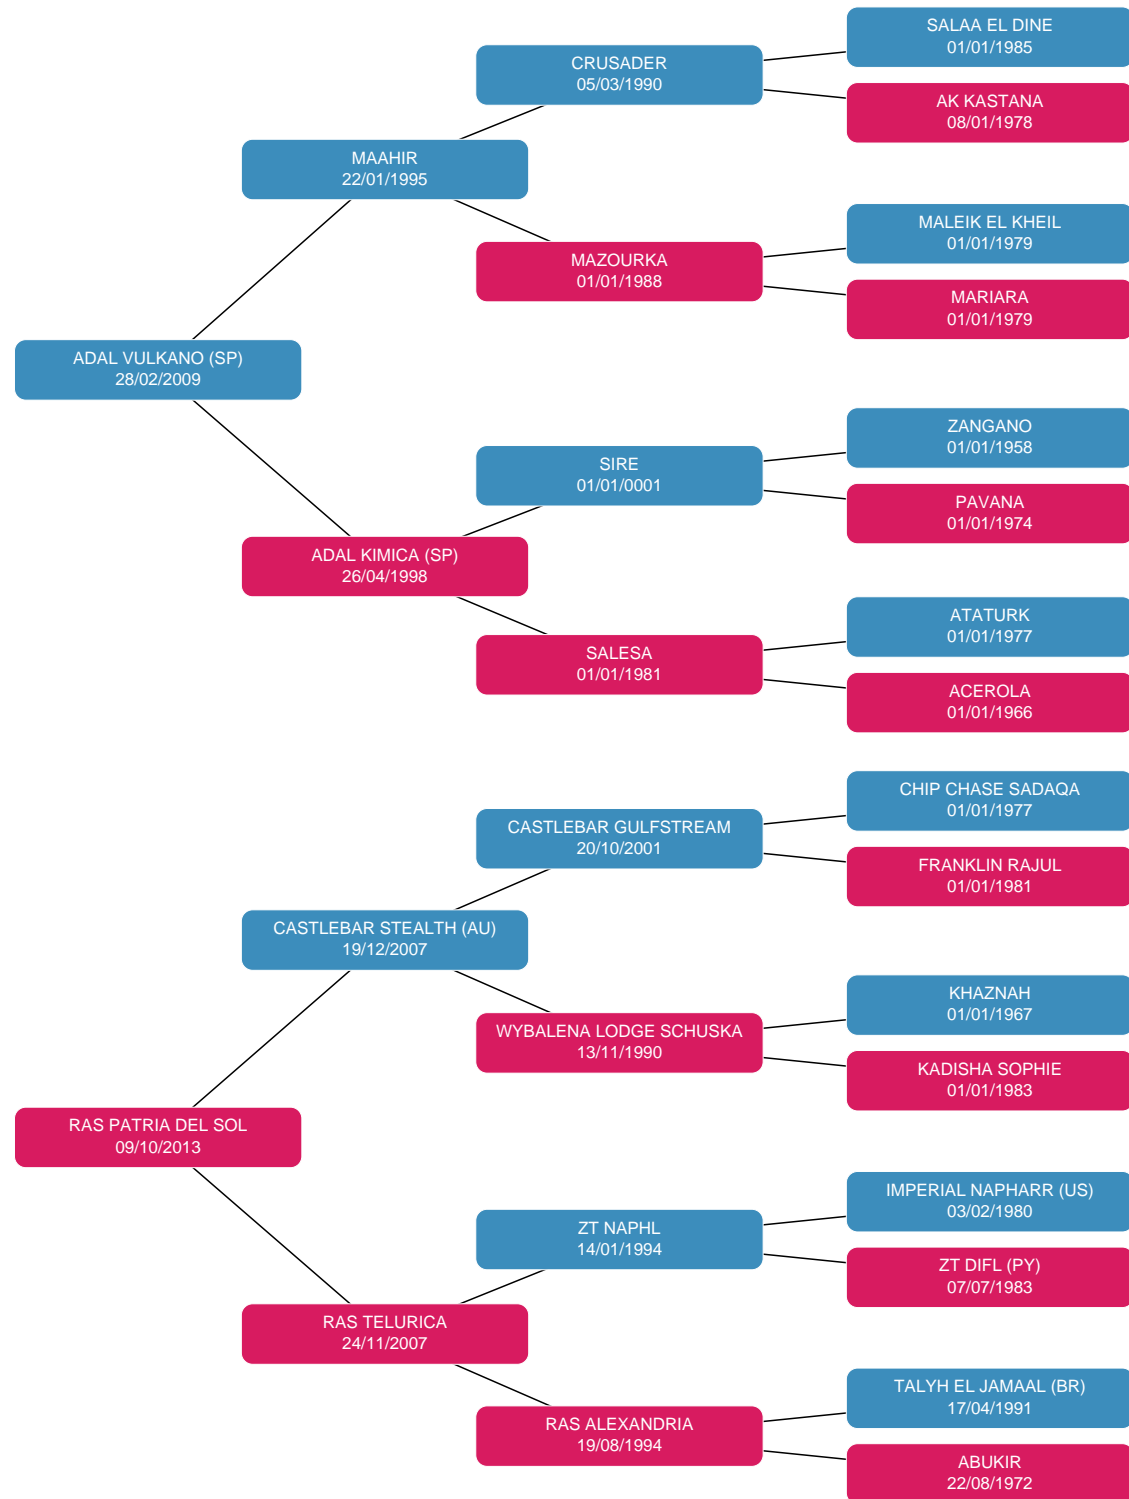 SALAA EL DINE
01/01/1985
CRUSADER
05/03/1990
AK KASTANA
08/01/1978
MAAHIR
22/01/1995
MALEIK EL KHEIL
01/01/1979
MAZOURKA
01/01/1988
MARIARA
01/01/1979
ADAL VULKANO (SP)
28/02/2009
ZANGANO
01/01/1958
SIRE
01/01/0001
PAVANA
01/01/1974
ADAL KIMICA (SP)
26/04/1998
ATATURK
01/01/1977
SALESA
01/01/1981
ACEROLA
01/01/1966
CHIP CHASE SADAQA
01/01/1977
CASTLEBAR GULFSTREAM
20/10/2001
FRANKLIN RAJUL
01/01/1981
CASTLEBAR STEALTH (AU)
19/12/2007
KHAZNAH
01/01/1967
WYBALENA LODGE SCHUSKA
13/11/1990
KADISHA SOPHIE
01/01/1983
RAS PATRIA DEL SOL
09/10/2013
IMPERIAL NAPHARR (US)
03/02/1980
ZT NAPHL
14/01/1994
ZT DIFL (PY)
07/07/1983
RAS TELURICA
24/11/2007
TALYH EL JAMAAL (BR)
17/04/1991
RAS ALEXANDRIA
19/08/1994
ABUKIR
22/08/1972